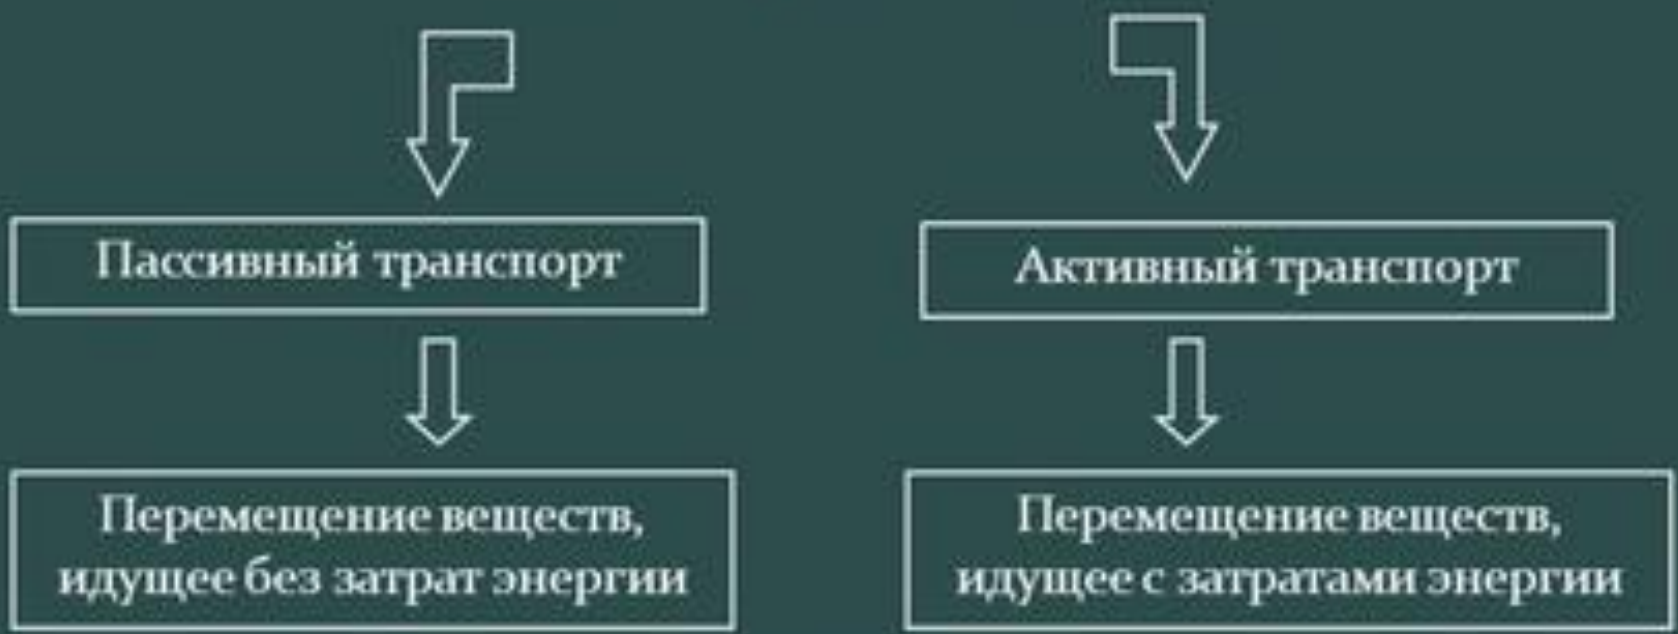 Пассивный транспорт
Активный транспорт
Перемещение веществ,
идущее без затрат энергии
Перемещение веществ,
идущее с затратами энергии